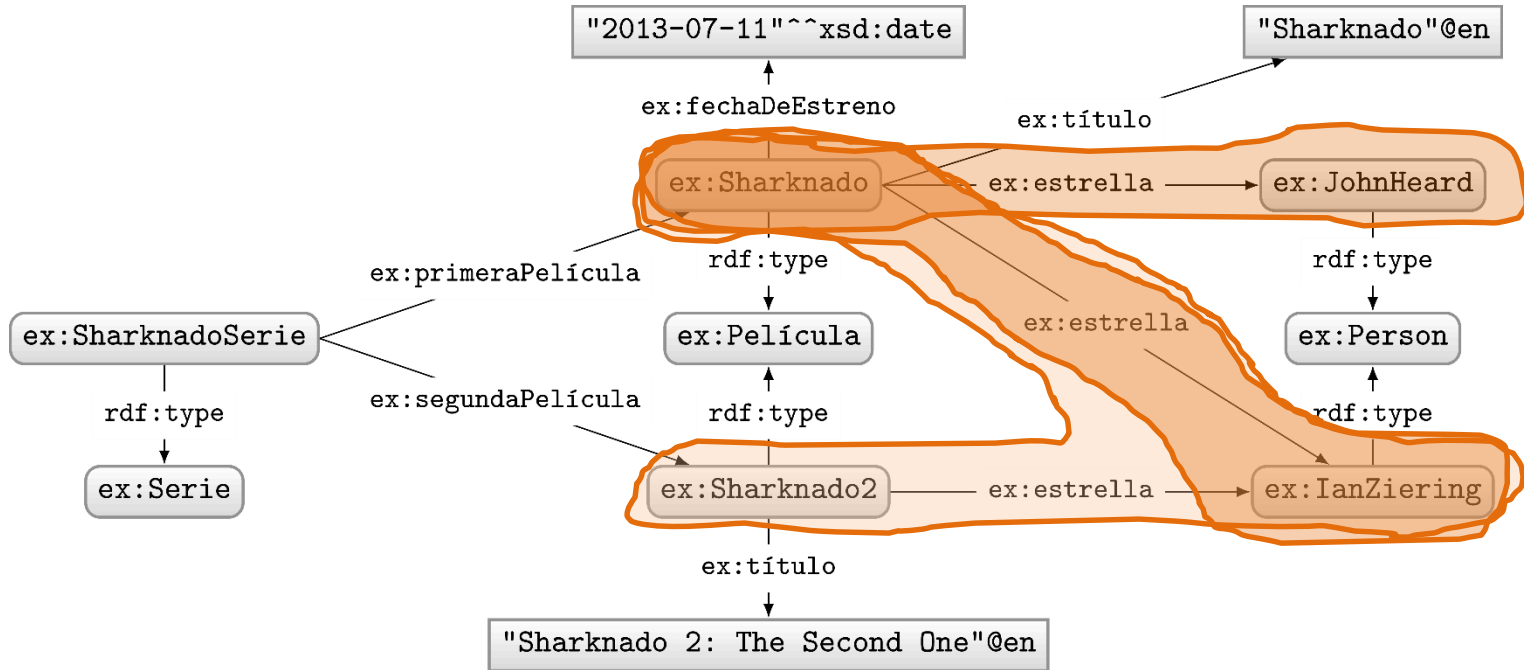 "2013-07-11"^^xsd:date
"Sharknado"@en
ex:fechaDeEstreno
ex:título
ex:Sharknado
ex:estrella
ex:JohnHeard
ex:primeraPelícula
rdf:type
rdf:type
ex:SharknadoSerie
ex:Película
ex:estrella
ex:Person
rdf:type
ex:segundaPelícula
rdf:type
rdf:type
ex:Serie
ex:Sharknado2
ex:estrella
ex:IanZiering
ex:título
"Sharknado 2: The Second One"@en